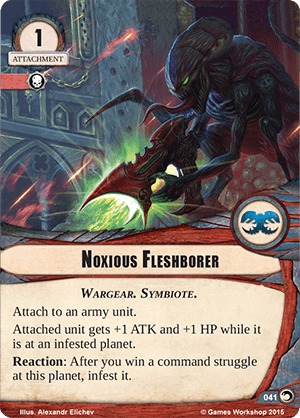 1
ATTACHMENT
NOXIOUS FLESHBORER
WARGEAR. SYMBIOTE.
Attach to an army unit.
Attached unit gets +1 ATK and +1 HP while it
is at an infested planet.
Reaction: After you win a command struggle
at this planet, infest it.
Illus. Alexandr Elichev
© Games Workshop 2015
041